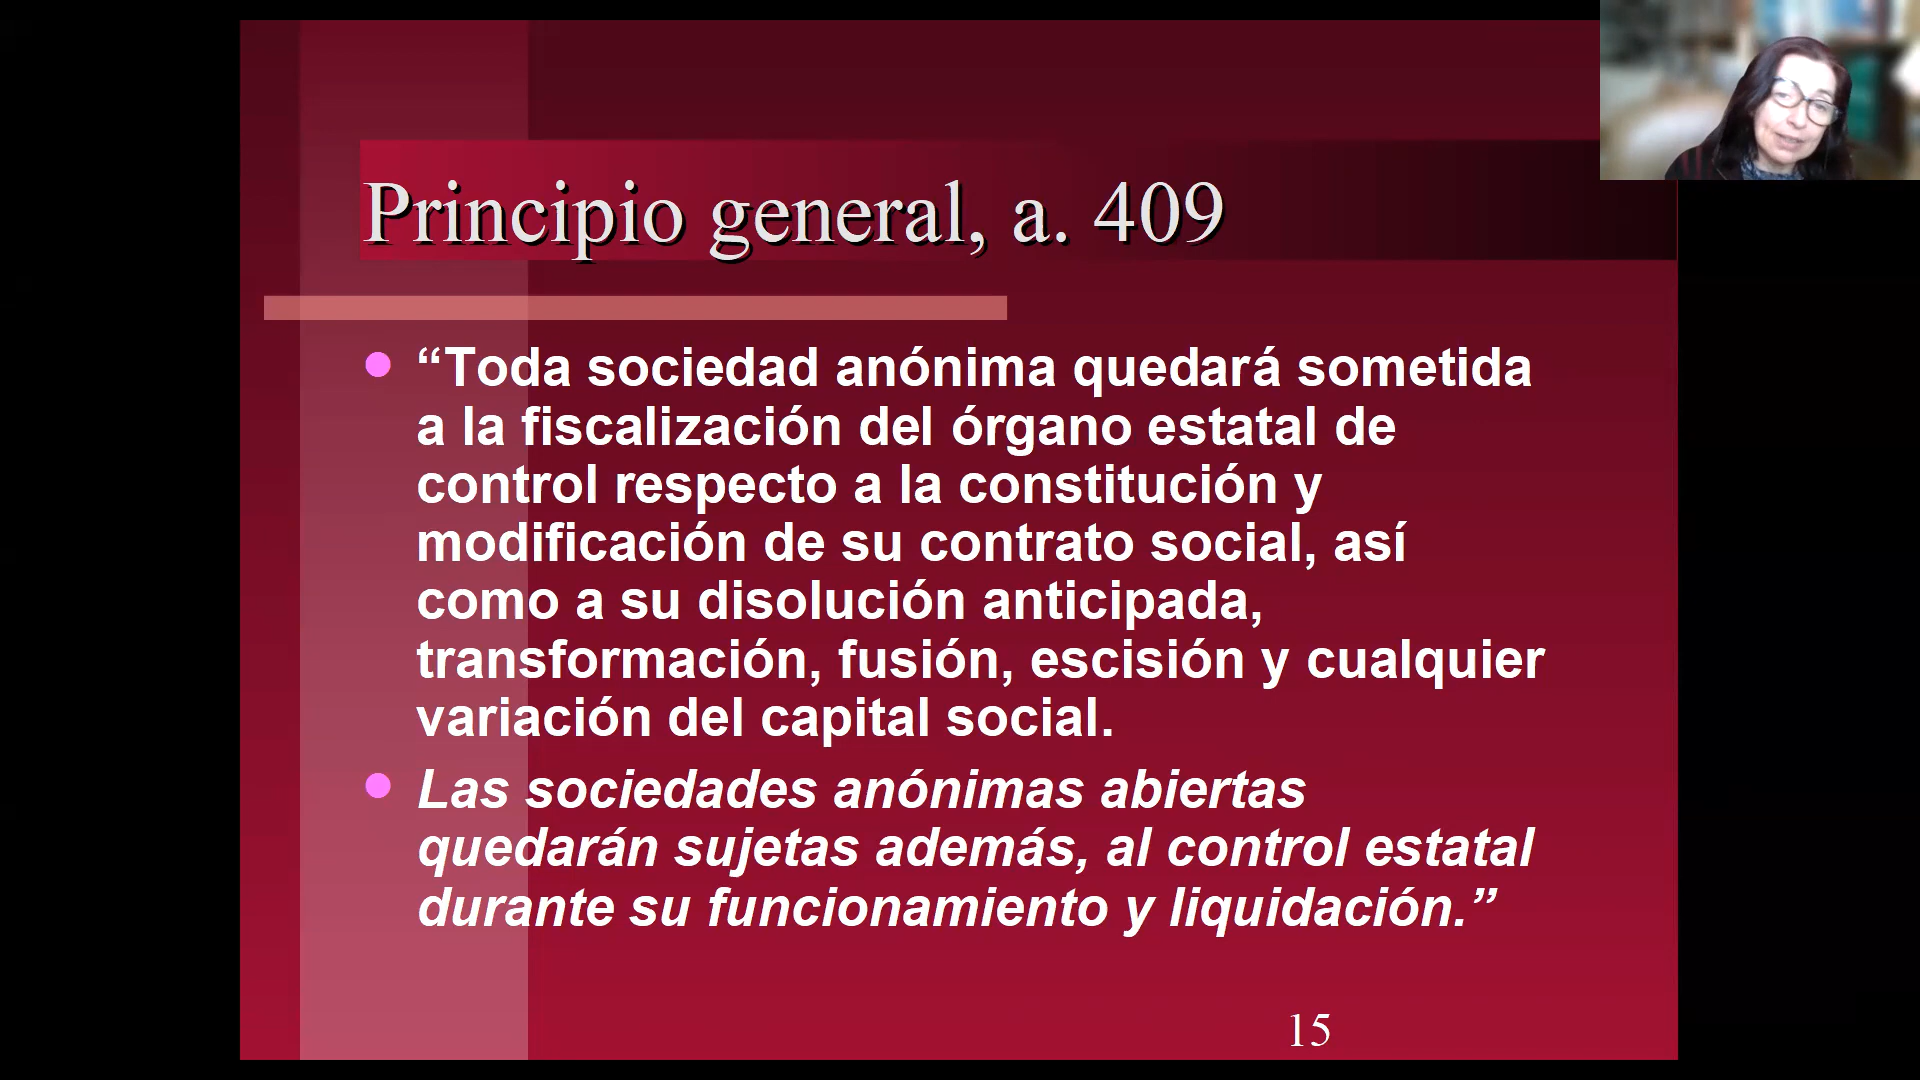 Principio general, a. 409
“Toda sociedad anónima quedará sometida
a la fiscalización del órgano estatal de
control respecto a la constitución y
modificación de su contrato social, así
como a su disolución anticipada,
transformación, fusión, escisión y cualquier
variación del capital social.
Las sociedades anónimas abiertas
quedarán sujetas además, al control estatal
durante su funcionamiento y liquidación.”
15